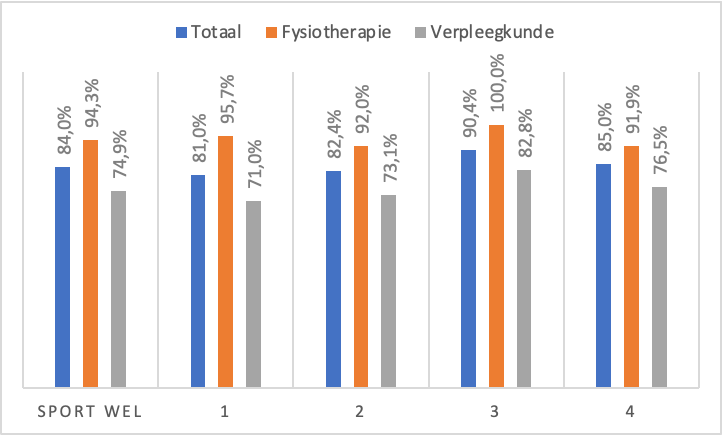 Totaal Fysiotherapie Verpleegkunde
84,0% 94,3% 74,9% 81,0% 95,7% 71,0% 82,4% 92,0% 73,1% 90,4% 100,0% 82,8% 85,0% 91,9% 76,5%
SPORT WEL 1 2 3 4